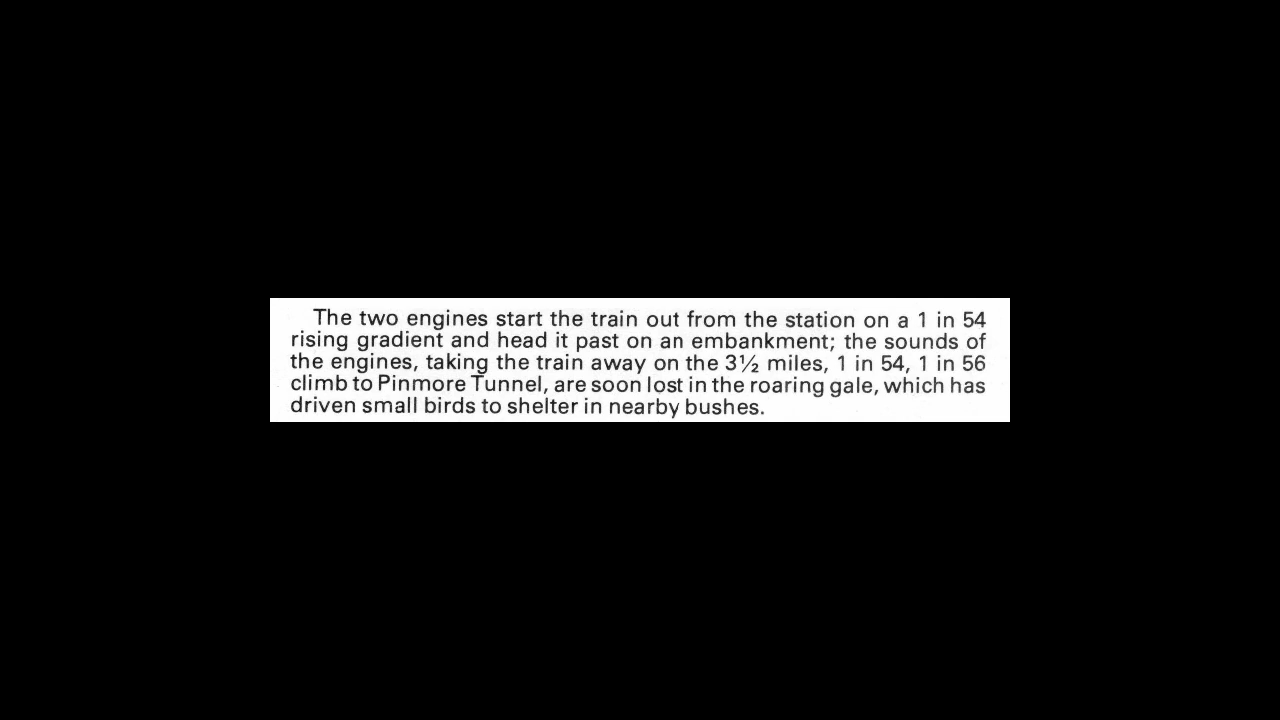 The two engines start the train out from the station on a 1 in 54
rising gradient and head it past on an embankment; the sounds of
the engines, taking the train away on the 3½ miles, 1 in 54, 1 in 56
climb to Pinmore Tunnel, are soon lost in the roaring gale, which has
driven small birds to shelter in nearby bushes.